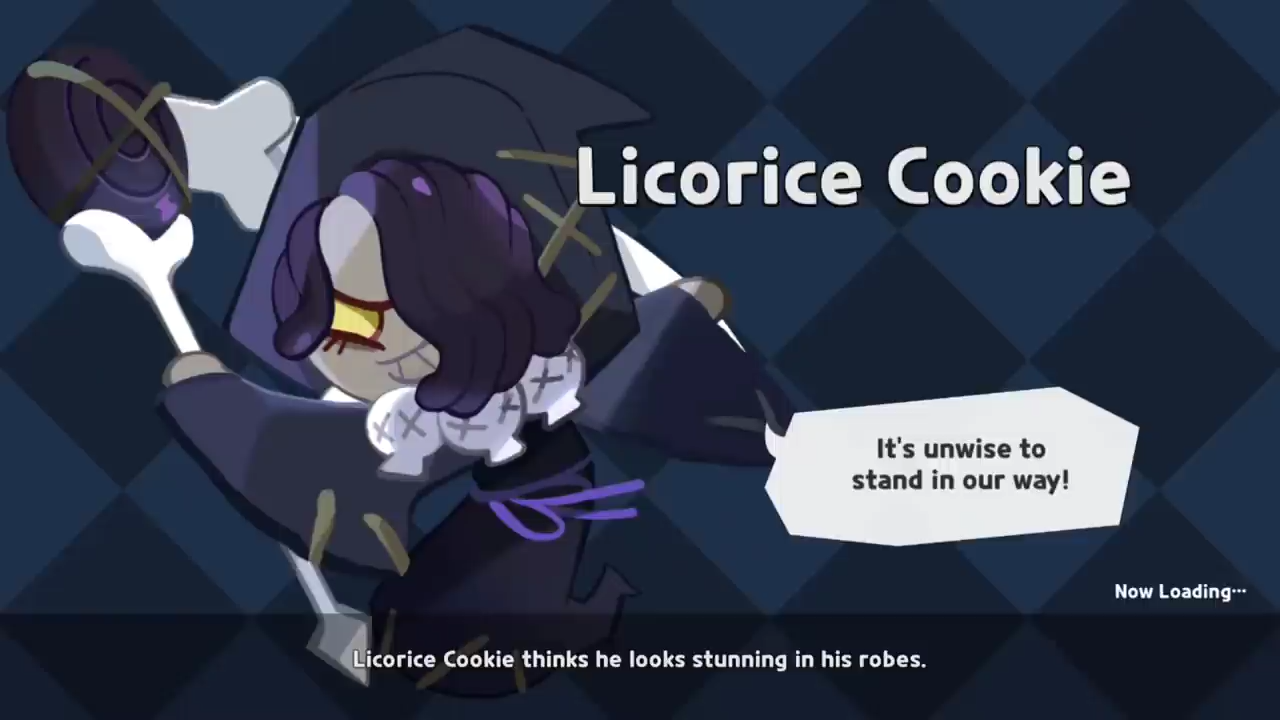 Licorice Cookie
It's unwise to
stand in our way!
Now Loading...
Licorice Cookie thinks he looks stunning in his robes.